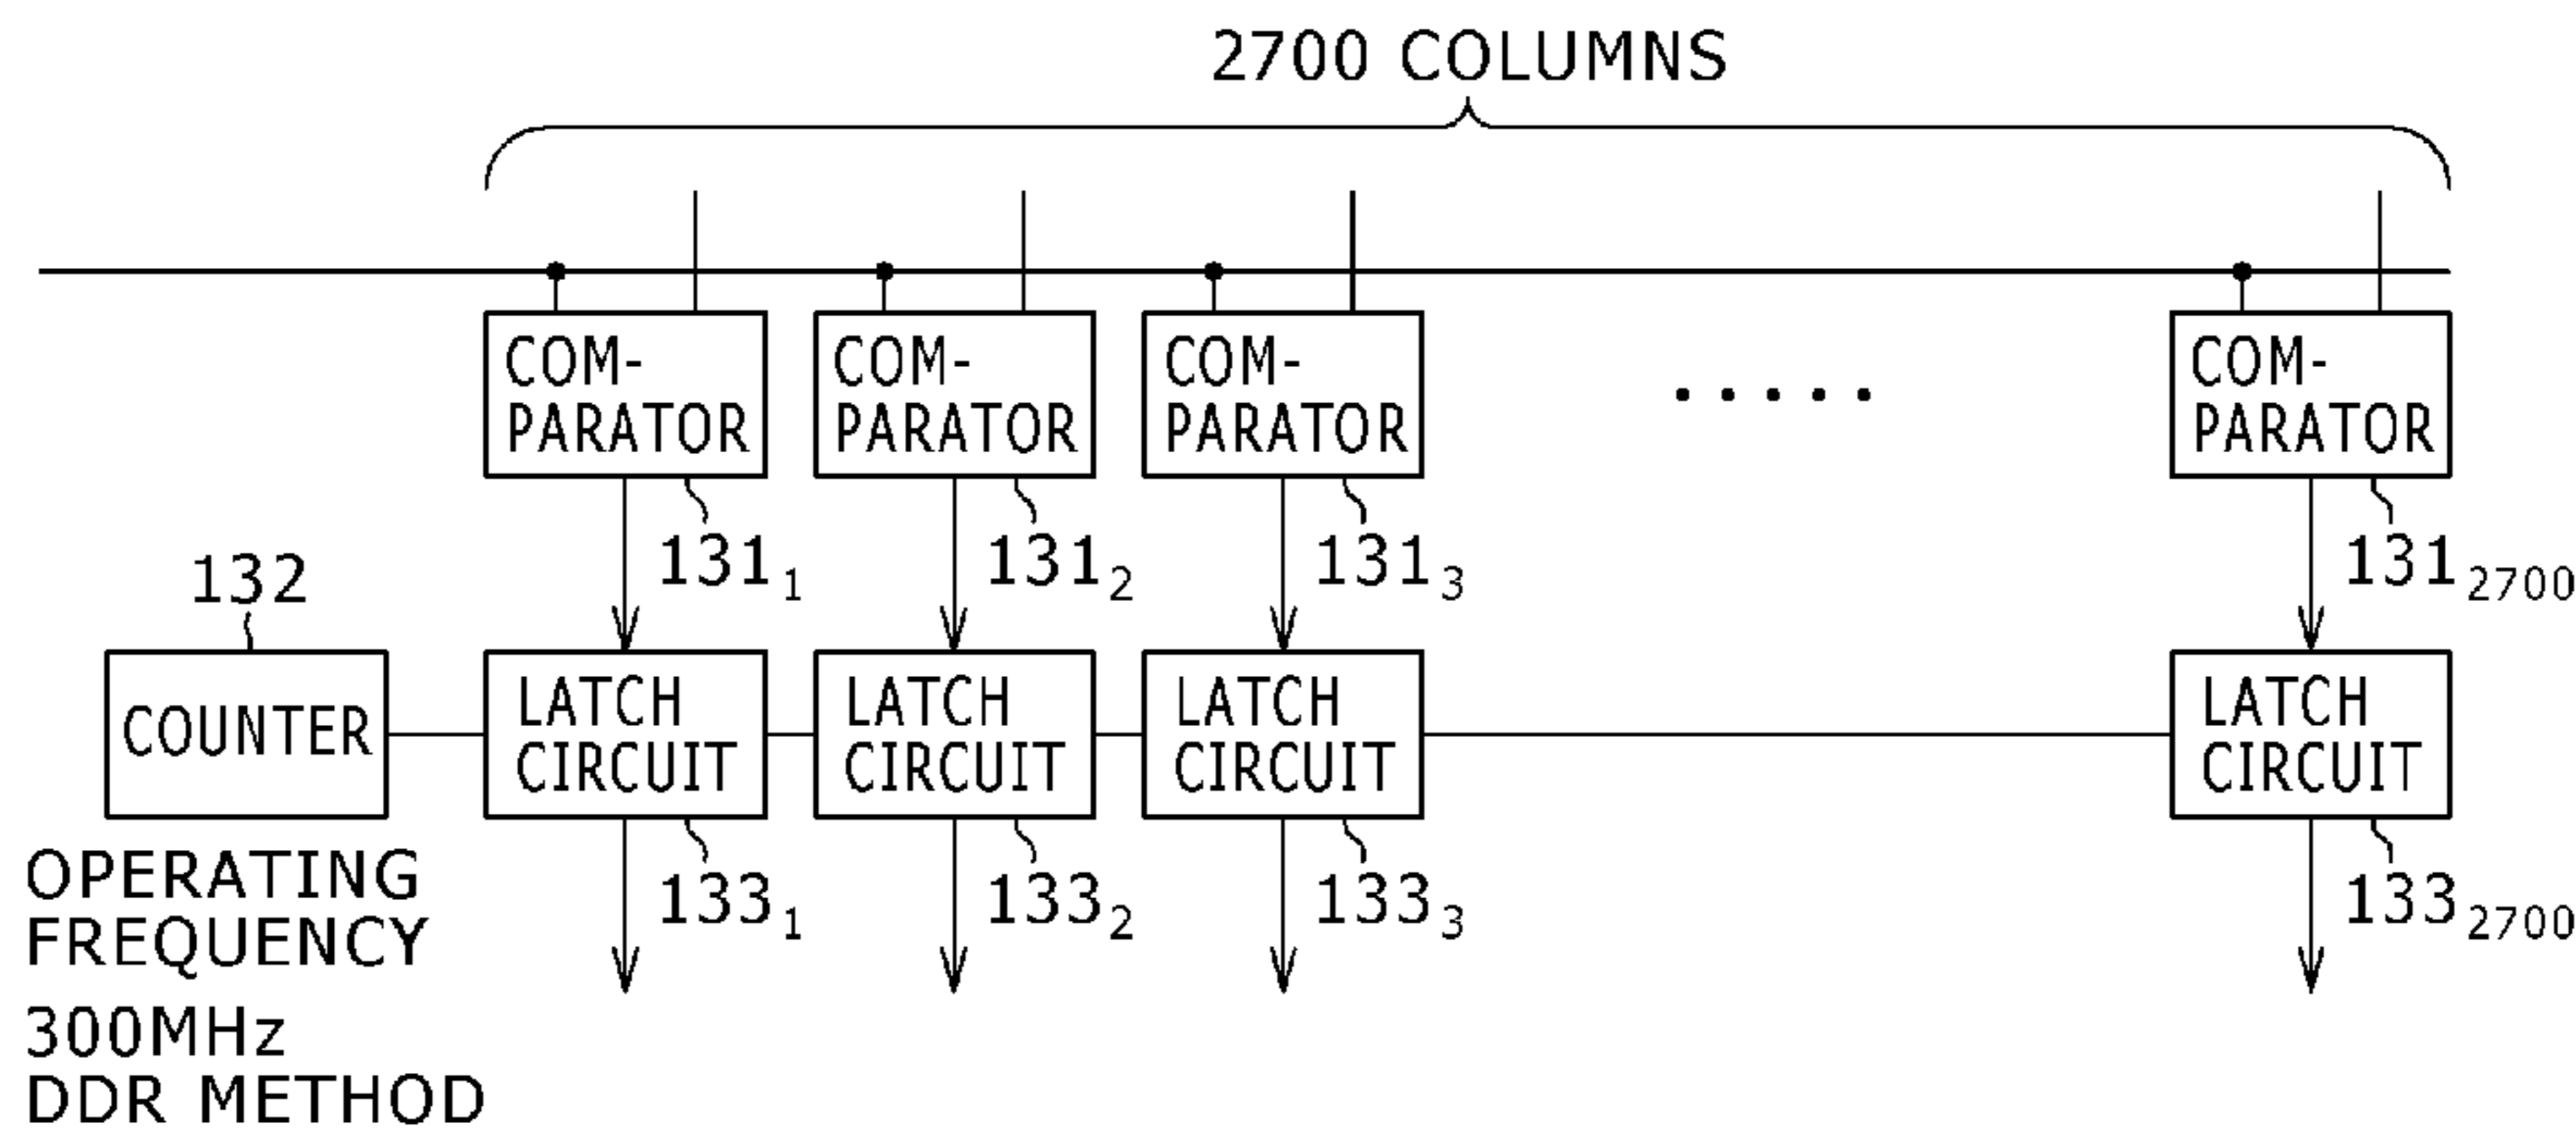 2700 COLUMNS
COM- COM- COM- COM-
PARATOR PARATOR PARATOR PARATOR
132 131₁ 131₂ 131₃ 131₂₇₀₀
COUNTER
LATCH LATCH LATCH LATCH
CIRCUIT CIRCUIT CIRCUIT CIRCUIT
133₁ 133₂ 133₃ 133₂₇₀₀
OPERATING
FREQUENCY
300MHz
DDR METHOD